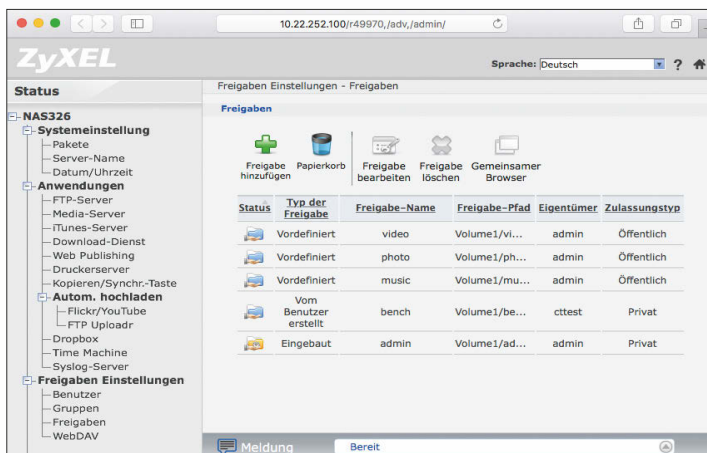 10.22.252.100/r49970,/adv,/admin/
ZyXEL
Sprache: Deutsch ?
Status
Freigaben Einstellungen - Freigaben
NAS326
Systemeinstellung
Pakete
Server-Name
Datum/Uhrzeit
Anwendungen
FTP-Server
Media-Server
iTunes-Server
Download-Dienst
Web Publishing
Druckerserver
Kopieren/Synchr.-Taste
Autom. hochladen
Flickr/YouTube
FTP Uploadr
Dropbox
Time Machine
Syslog-Server
Freigaben Einstellungen
Benutzer
Gruppen
Freigaben
WebDAV
Freigaben
Freigabe hinzufügen
Papierkorb
Freigabe bearbeiten
Freigabe löschen
Gemeinsamer Browser
Status Typ der Freigabe Freigabe-Name Freigabe-Pfad Eigentümer Zulassungstyp
Vordefiniert video Volume1/vi... admin Öffentlich
Vordefiniert photo Volume1/ph... admin Öffentlich
Vordefiniert music Volume1/mu... admin Öffentlich
Vom Benutzer erstellt bench Volume1/be... cttest Privat
Eingebaut admin Volume1/ad... admin Privat
Meldung Bereit